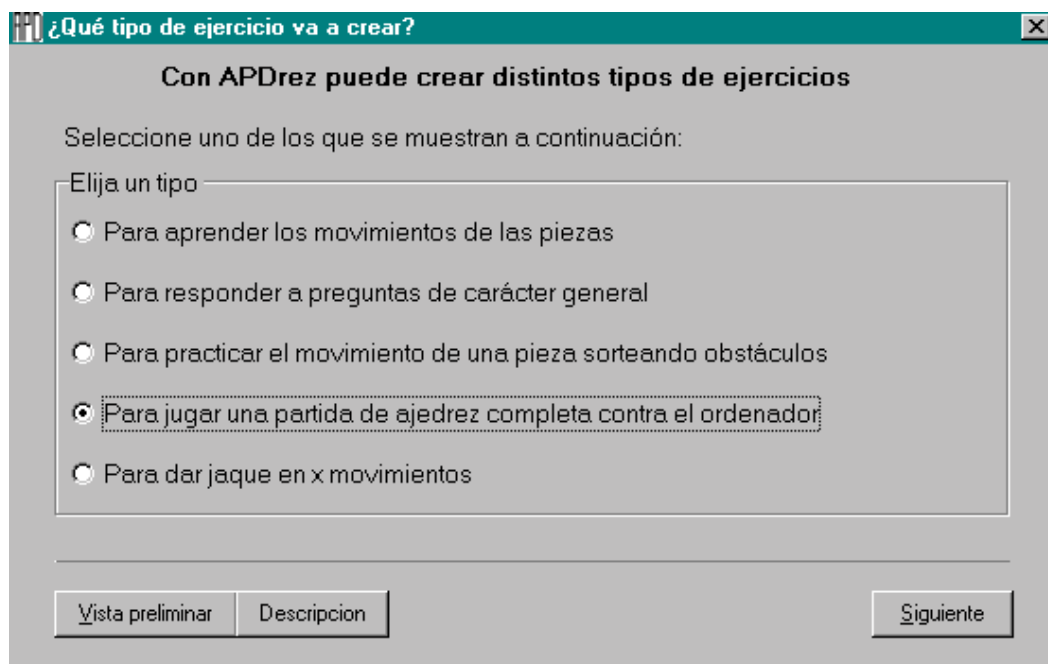 ¿Qué tipo de ejercicio va a crear?
Con APDrez puede crear distintos tipos de ejercicios
Seleccione uno de los que se muestran a continuación:
Elija un tipo
Para aprender los movimientos de las piezas
Para responder a preguntas de carácter general
Para practicar el movimiento de una pieza sorteando obstáculos
Para jugar una partida de ajedrez completa contra el ordenador
Para dar jaque en x movimientos
Vista preliminar Descripcion Siguiente